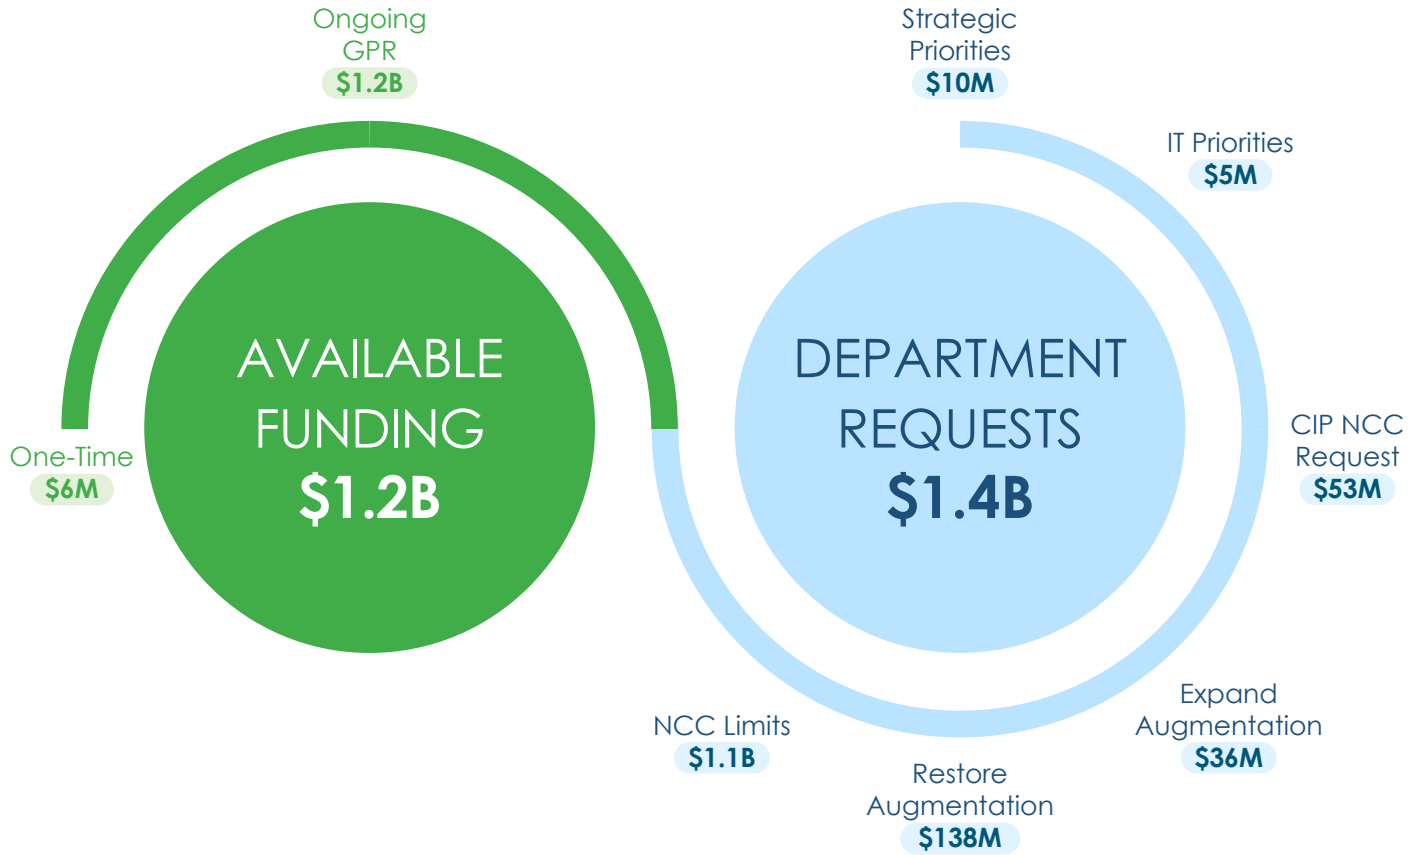 Ongoing
GPR
$1.2B
One-Time
$6M
AVAILABLE
FUNDING
$1.2B
Strategic
Priorities
$10M
IT Priorities
$5M
CIP NCC
Request
$53M
Expand
Augmentation
$36M
Restore
Augmentation
$138M
NCC Limits
$1.1B
DEPARTMENT
REQUESTS
$1.4B